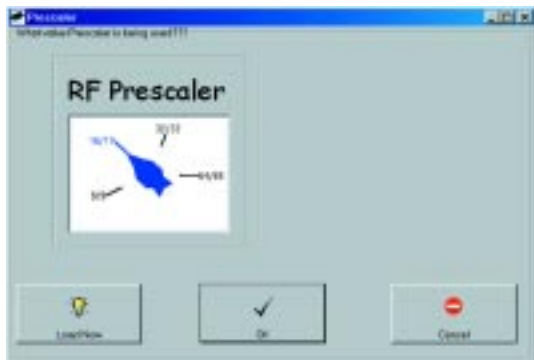 Prescaler
What value Prescaler is being used???
RF Prescaler
32/33
16/17
64/65
8/9
Load Now
OK
Cancel